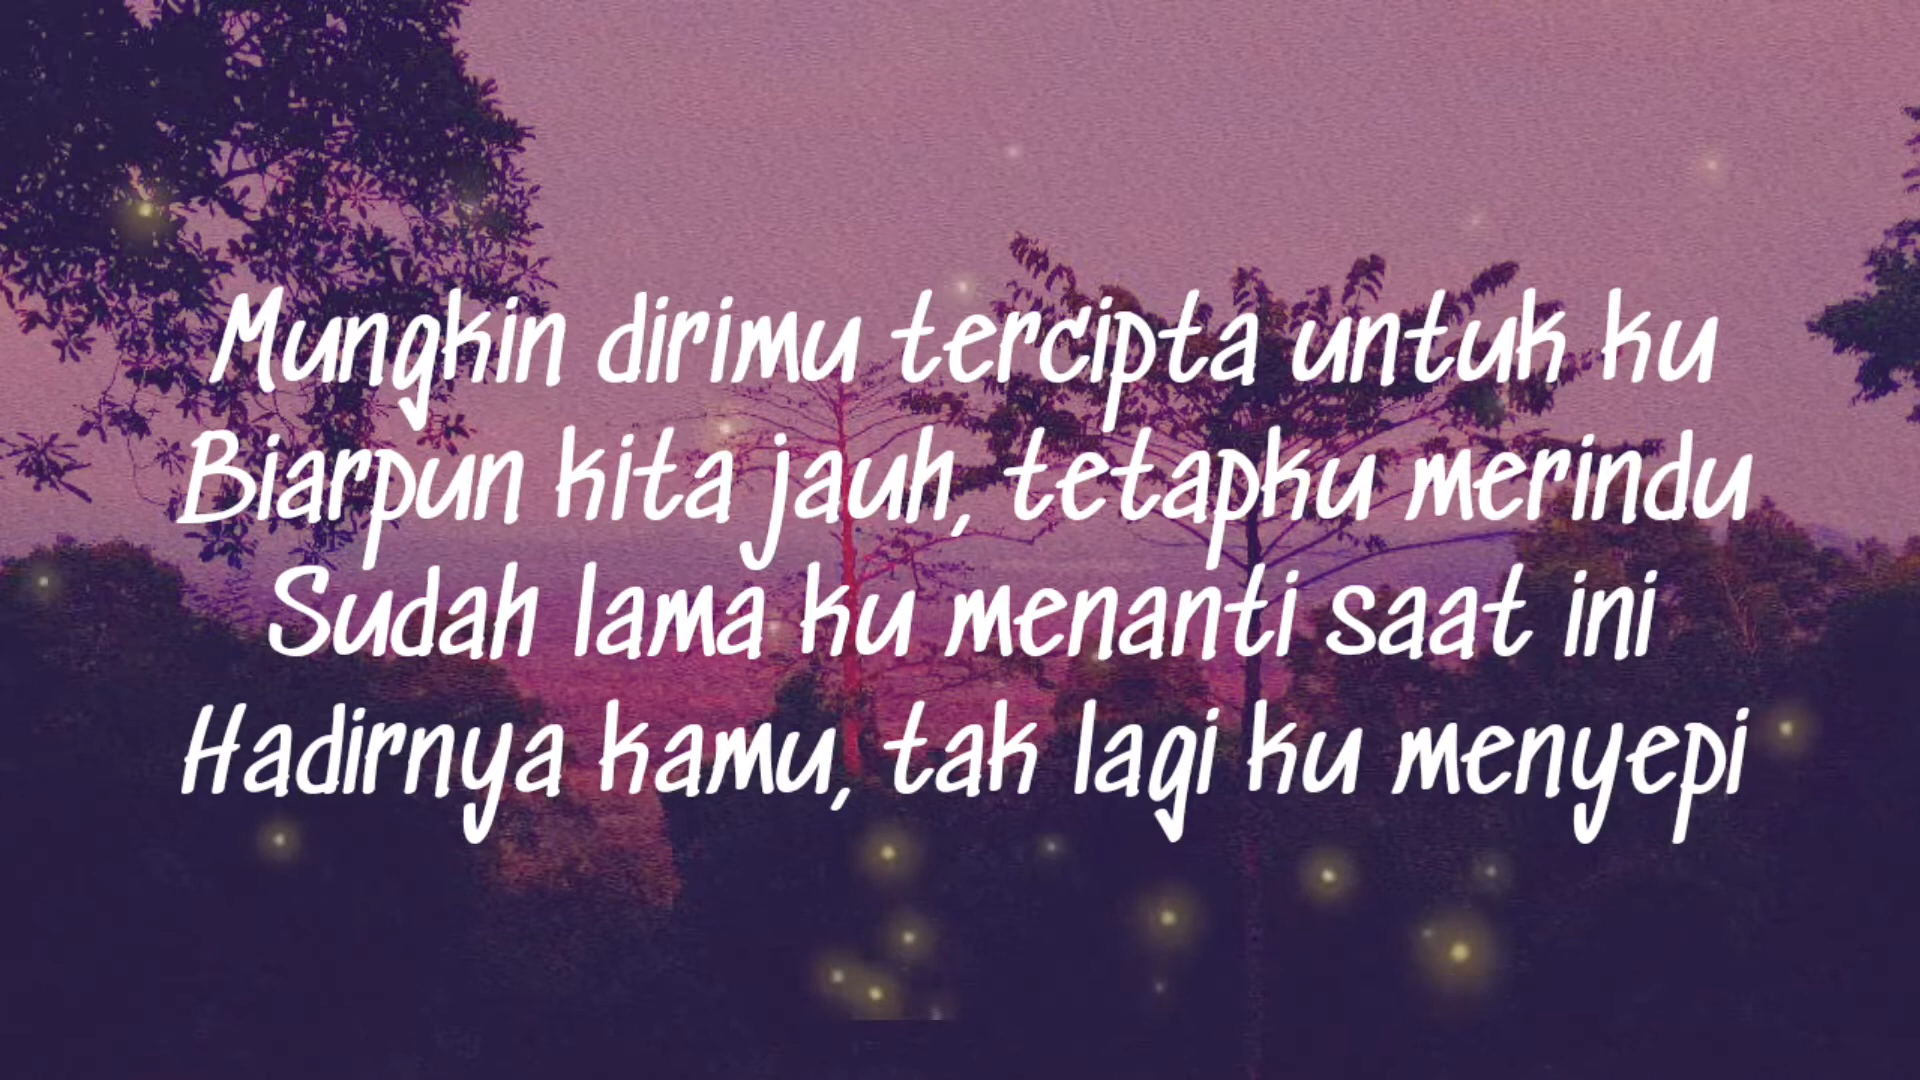 Mungkin dirimu tercipta untuk ku
Biarpun kita jauh, tetapku merindu
Sudah lama ku menanti saat ini
Hadirnya kamu, tak lagi ku menyepi